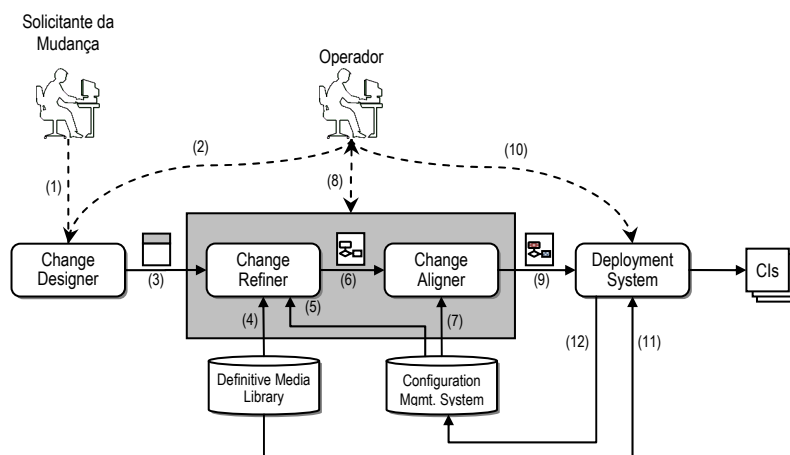 Solicitante da
Mudança
Operador
(1)
(2)
(8)
(10)
Change
Designer
(3)
Change
Refiner
(6)
Change
Aligner
(9)
Deployment
System
CIs
(4)
(5)
(7)
(12)
(11)
Definitive Media
Library
Configuration
Mgmt. System